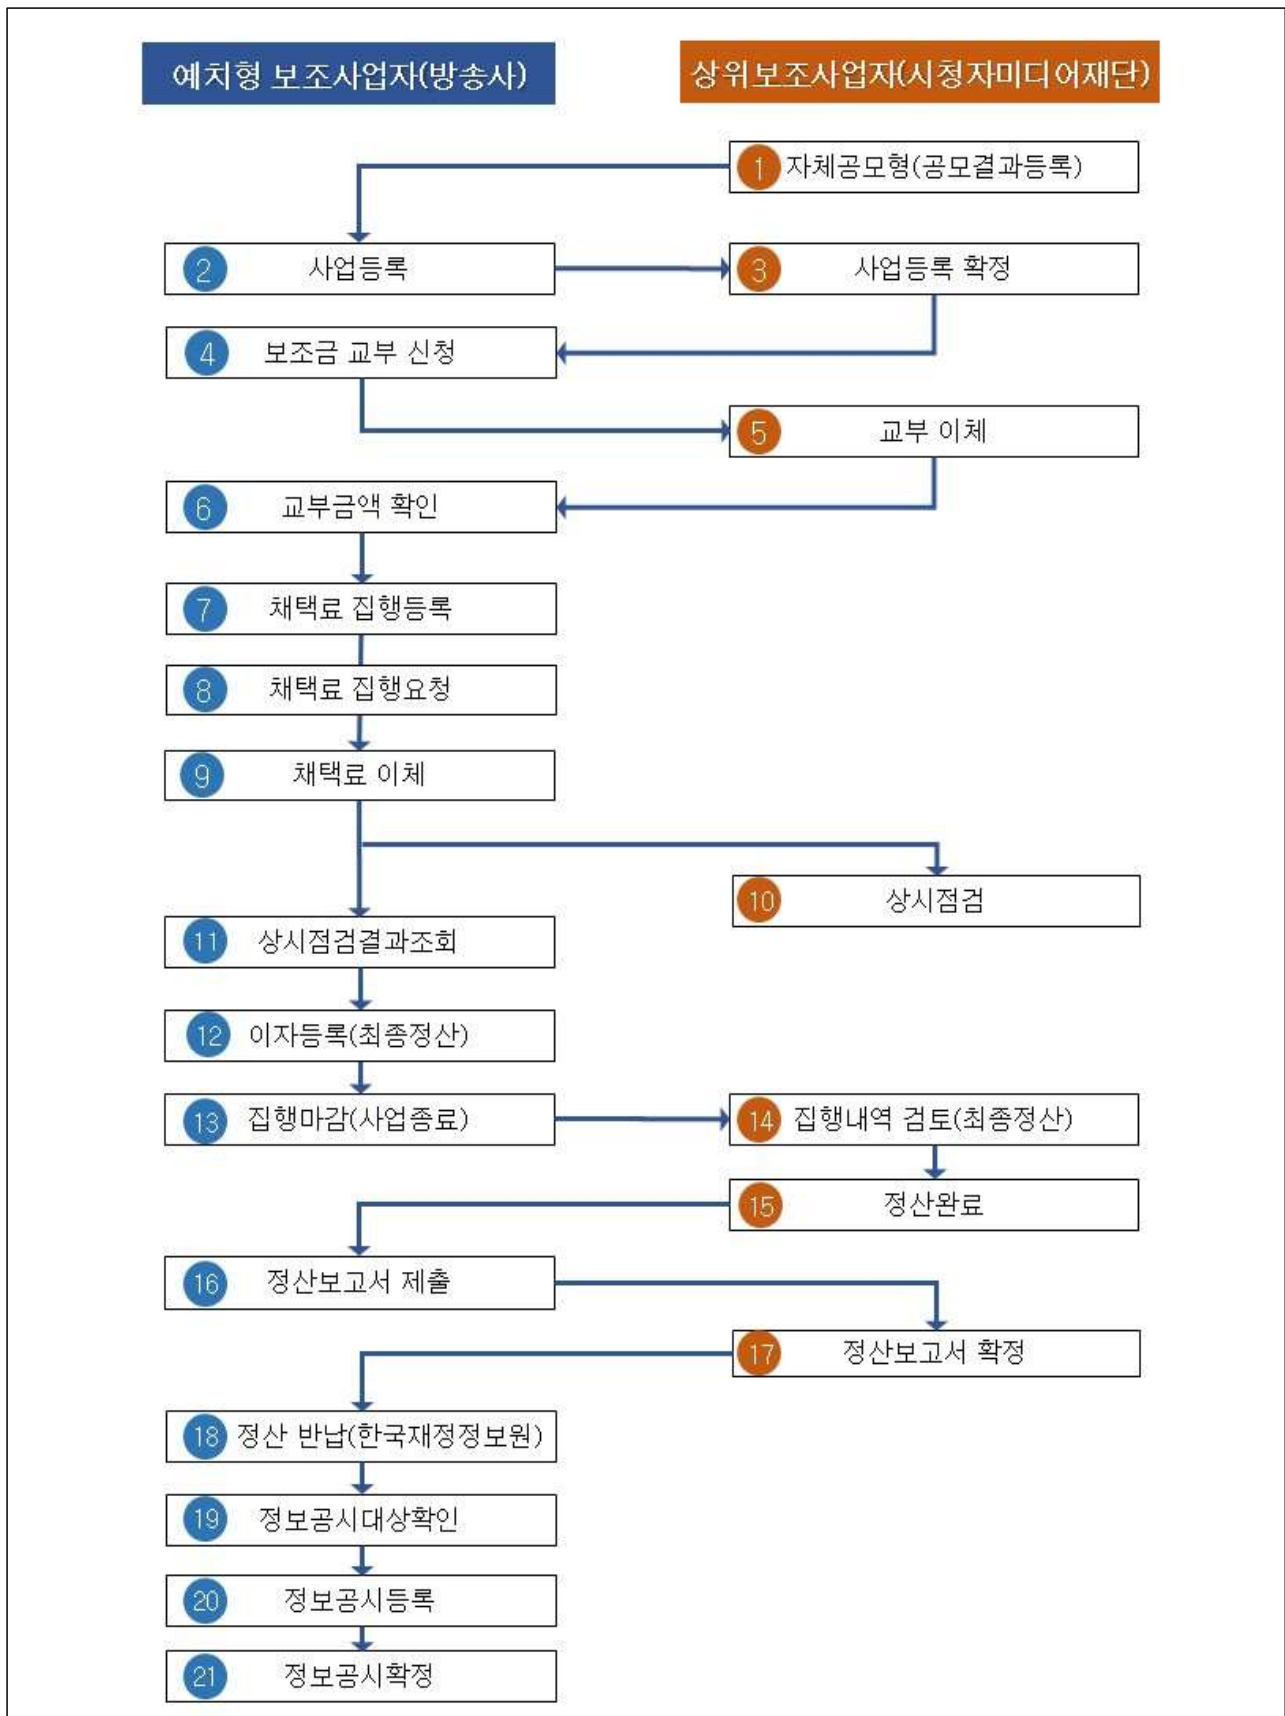 예치형 보조사업자(방송사)
상위보조사업자(시청자미디어재단)
1 자체공모형(공모결과등록)
2 사업등록
3 사업등록 확정
4 보조금 교부 신청
5 교부 이체
6 교부금액 확인
7 채택료 집행등록
8 채택료 집행요청
9 채택료 이체
10 상시점검
11 상시점검결과조회
12 이자등록(최종정산)
13 집행마감(사업종료)
14 집행내역 검토(최종정산)
15 정산완료
16 정산보고서 제출
17 정산보고서 확정
18 정산 반납(한국재정정보원)
19 정보공시대상확인
20 정보공시등록
21 정보공시확정